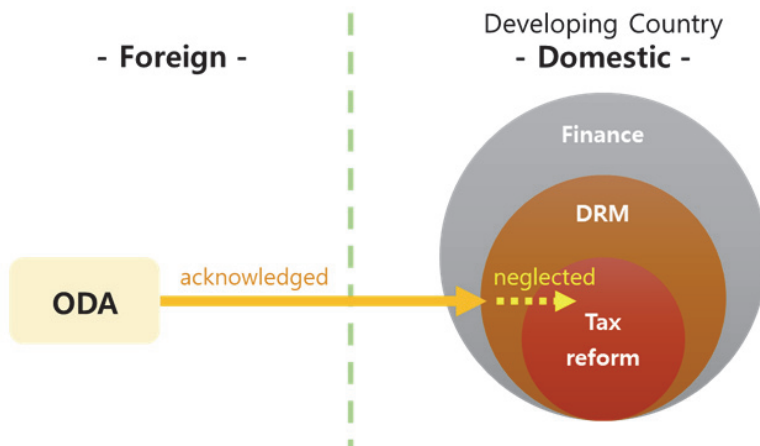 Developing Country
- Foreign -
- Domestic -
Finance
DRM
acknowledged
neglected
ODA
Tax
reform